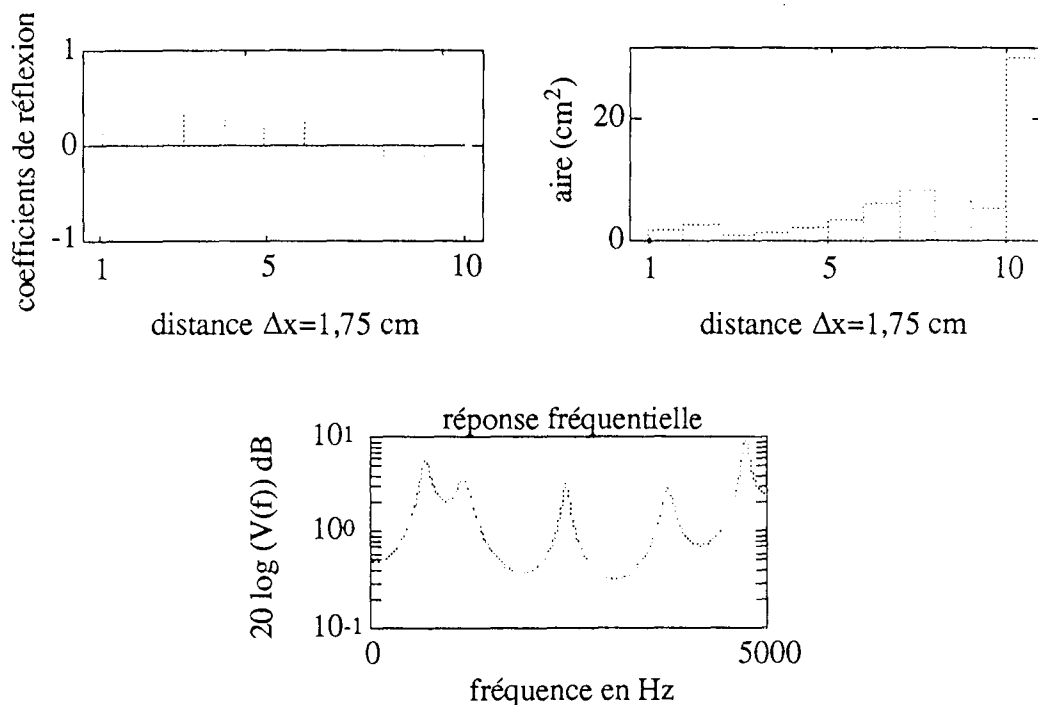 coefficients de réflexion
1
0
-1
1
5
10
distance Δx=1,75 cm
aire (cm²)
20
0
1
5
10
distance Δx=1,75 cm
réponse fréquentielle
20 log (V(f)) dB
10¹
10⁰
10⁻¹
0
5000
fréquence en Hz